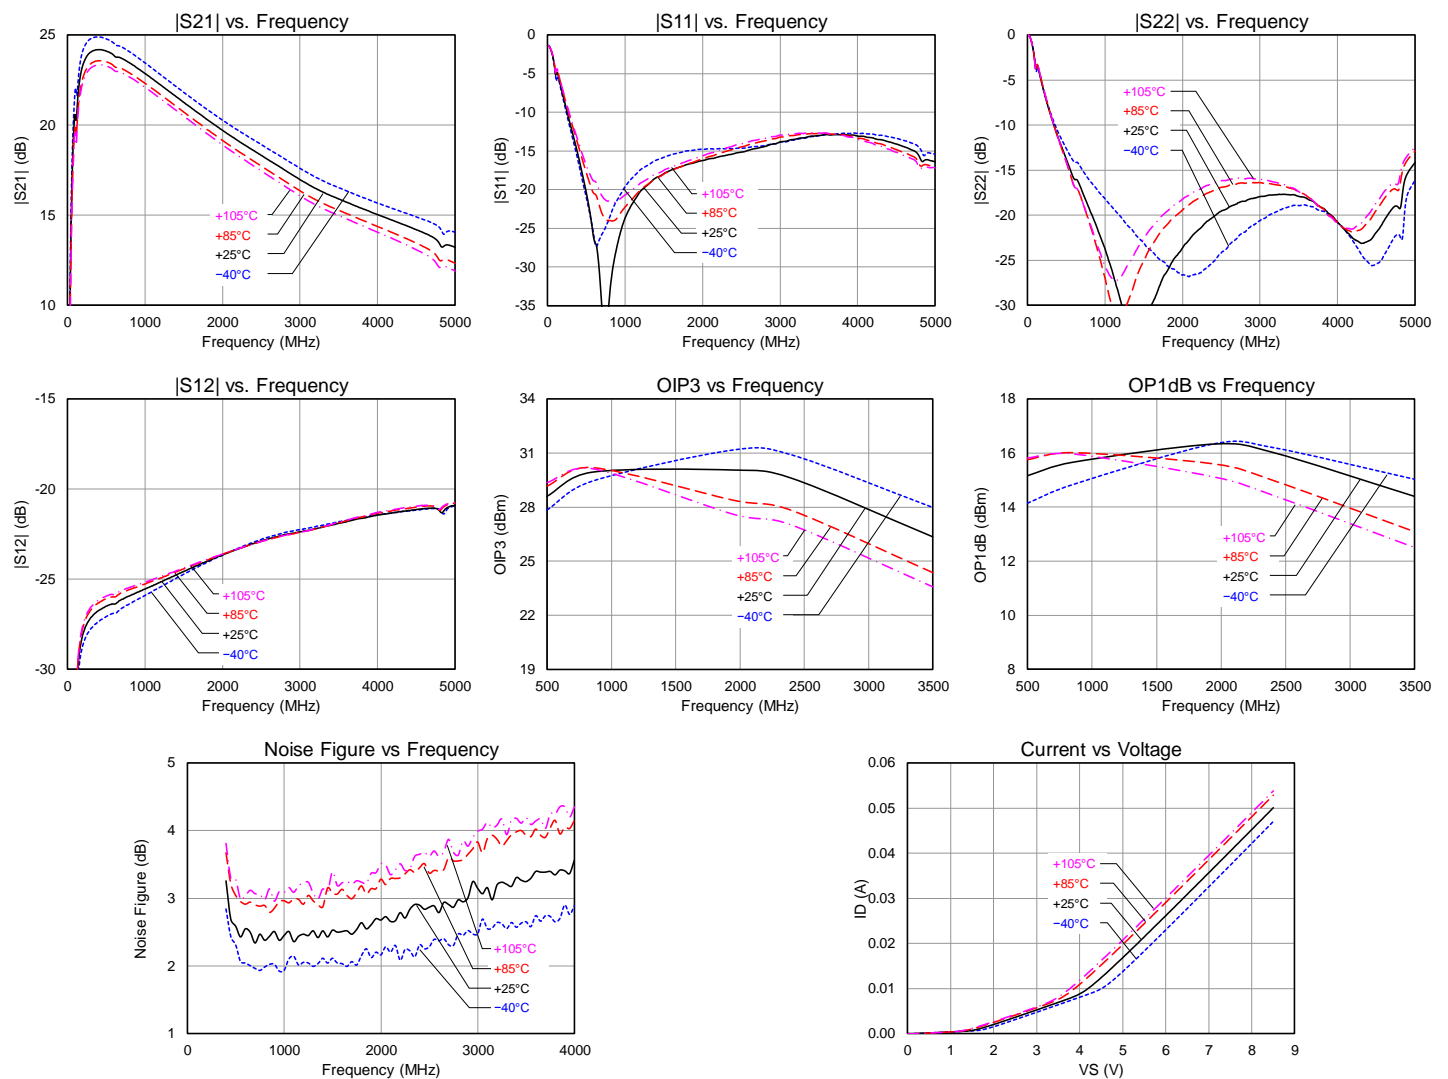 |S21| vs. Frequency
25
20
15
10
|S21| (dB)
+105°C
+85°C
+25°C
−40°C
0 1000 2000 3000 4000 5000
Frequency (MHz)
|S11| vs. Frequency
0
-5
-10
-15
-20
-25
-30
-35
|S11| (dB)
+105°C
+85°C
+25°C
−40°C
0 1000 2000 3000 4000 5000
Frequency (MHz)
|S22| vs. Frequency
0
-5
-10
-15
-20
-25
-30
|S22| (dB)
+105°C
+85°C
+25°C
−40°C
0 1000 2000 3000 4000 5000
Frequency (MHz)
|S12| vs. Frequency
-15
-20
-25
-30
|S12| (dB)
+105°C
+85°C
+25°C
−40°C
0 1000 2000 3000 4000 5000
Frequency (MHz)
OIP3 vs Frequency
34
31
28
25
22
19
OIP3 (dBm)
+105°C
+85°C
+25°C
−40°C
500 1000 1500 2000 2500 3000 3500
Frequency (MHz)
OP1dB vs Frequency
18
16
14
12
10
8
OP1dB (dBm)
+105°C
+85°C
+25°C
−40°C
500 1000 1500 2000 2500 3000 3500
Frequency (MHz)
Noise Figure vs Frequency
5
4
3
2
1
Noise Figure (dB)
+105°C
+85°C
+25°C
−40°C
0 1000 2000 3000 4000
Frequency (MHz)
Current vs Voltage
0.06
0.05
0.04
0.03
0.02
0.01
0.00
ID (A)
+105°C
+85°C
+25°C
−40°C
0 1 2 3 4 5 6 7 8 9
VS (V)